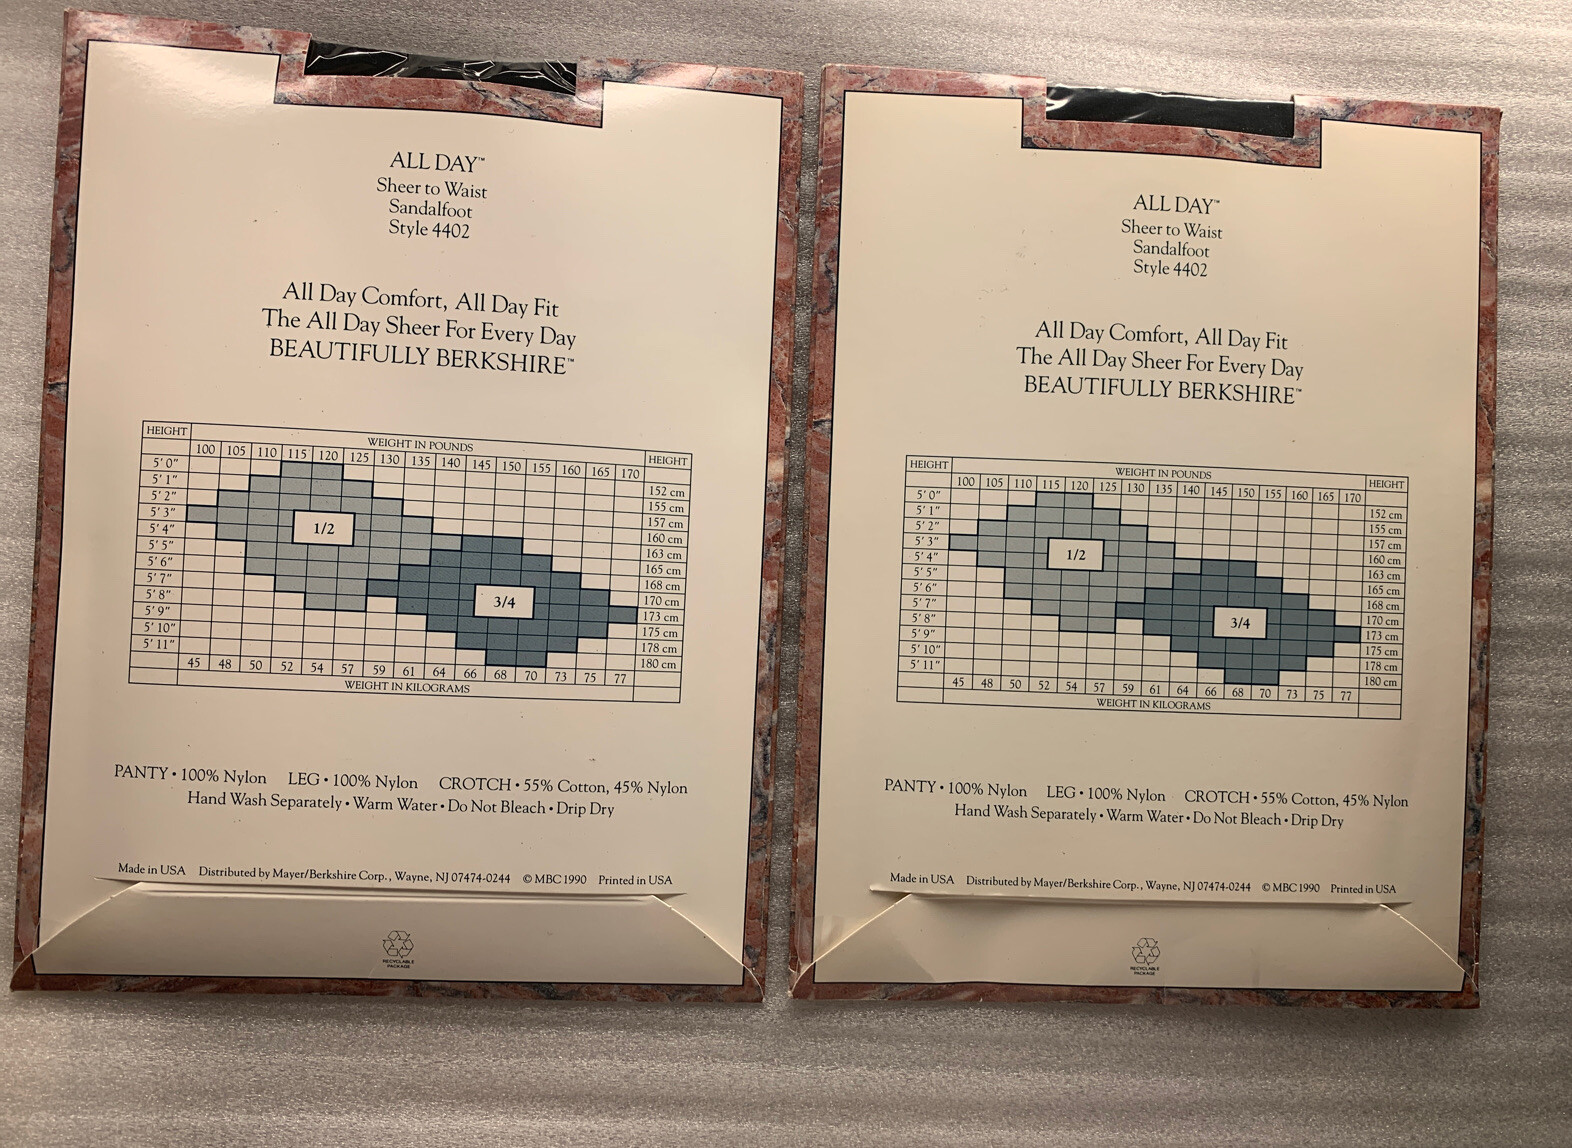 ALL DAY™
Sheer to Waist
Sandalfoot
Style 4402
All Day Comfort, All Day Fit
The All Day Sheer For Every Day
BEAUTIFULLY BERKSHIRE™
HEIGHT WEIGHT IN POUNDS HEIGHT
100 105 110 115 120 125 130 135 140 145 150 155 160 165 170
5' 0" 152 cm
5' 1" 155 cm
5' 2" 157 cm
5' 3" 160 cm
5' 4" 1/2 163 cm
5' 5" 165 cm
5' 6" 168 cm
5' 7" 170 cm
5' 8" 3/4 173 cm
5' 9" 175 cm
5' 10" 178 cm
5' 11" 180 cm
45 48 50 52 54 57 59 61 64 66 68 70 73 75 77
WEIGHT IN KILOGRAMS
PANTY • 100% Nylon LEG • 100% Nylon CROTCH • 55% Cotton, 45% Nylon
Hand Wash Separately • Warm Water • Do Not Bleach • Drip Dry
Made in USA Distributed by Mayer/Berkshire Corp., Wayne, NJ 07474-0244 © MBC 1990 Printed in USA
RECYCLABLE
PACKAGE
ALL DAY™
Sheer to Waist
Sandalfoot
Style 4402
All Day Comfort, All Day Fit
The All Day Sheer For Every Day
BEAUTIFULLY BERKSHIRE™
HEIGHT WEIGHT IN POUNDS HEIGHT
100 105 110 115 120 125 130 135 140 145 150 155 160 165 170
5' 0" 152 cm
5' 1" 155 cm
5' 2" 157 cm
5' 3" 160 cm
5' 4" 1/2 163 cm
5' 5" 165 cm
5' 6" 168 cm
5' 7" 170 cm
5' 8" 3/4 173 cm
5' 9" 175 cm
5' 10" 178 cm
5' 11" 180 cm
45 48 50 52 54 57 59 61 64 66 68 70 73 75 77
WEIGHT IN KILOGRAMS
PANTY • 100% Nylon LEG • 100% Nylon CROTCH • 55% Cotton, 45% Nylon
Hand Wash Separately • Warm Water • Do Not Bleach • Drip Dry
Made in USA Distributed by Mayer/Berkshire Corp., Wayne, NJ 07474-0244 © MBC 1990 Printed in USA
RECYCLABLE
PACKAGE